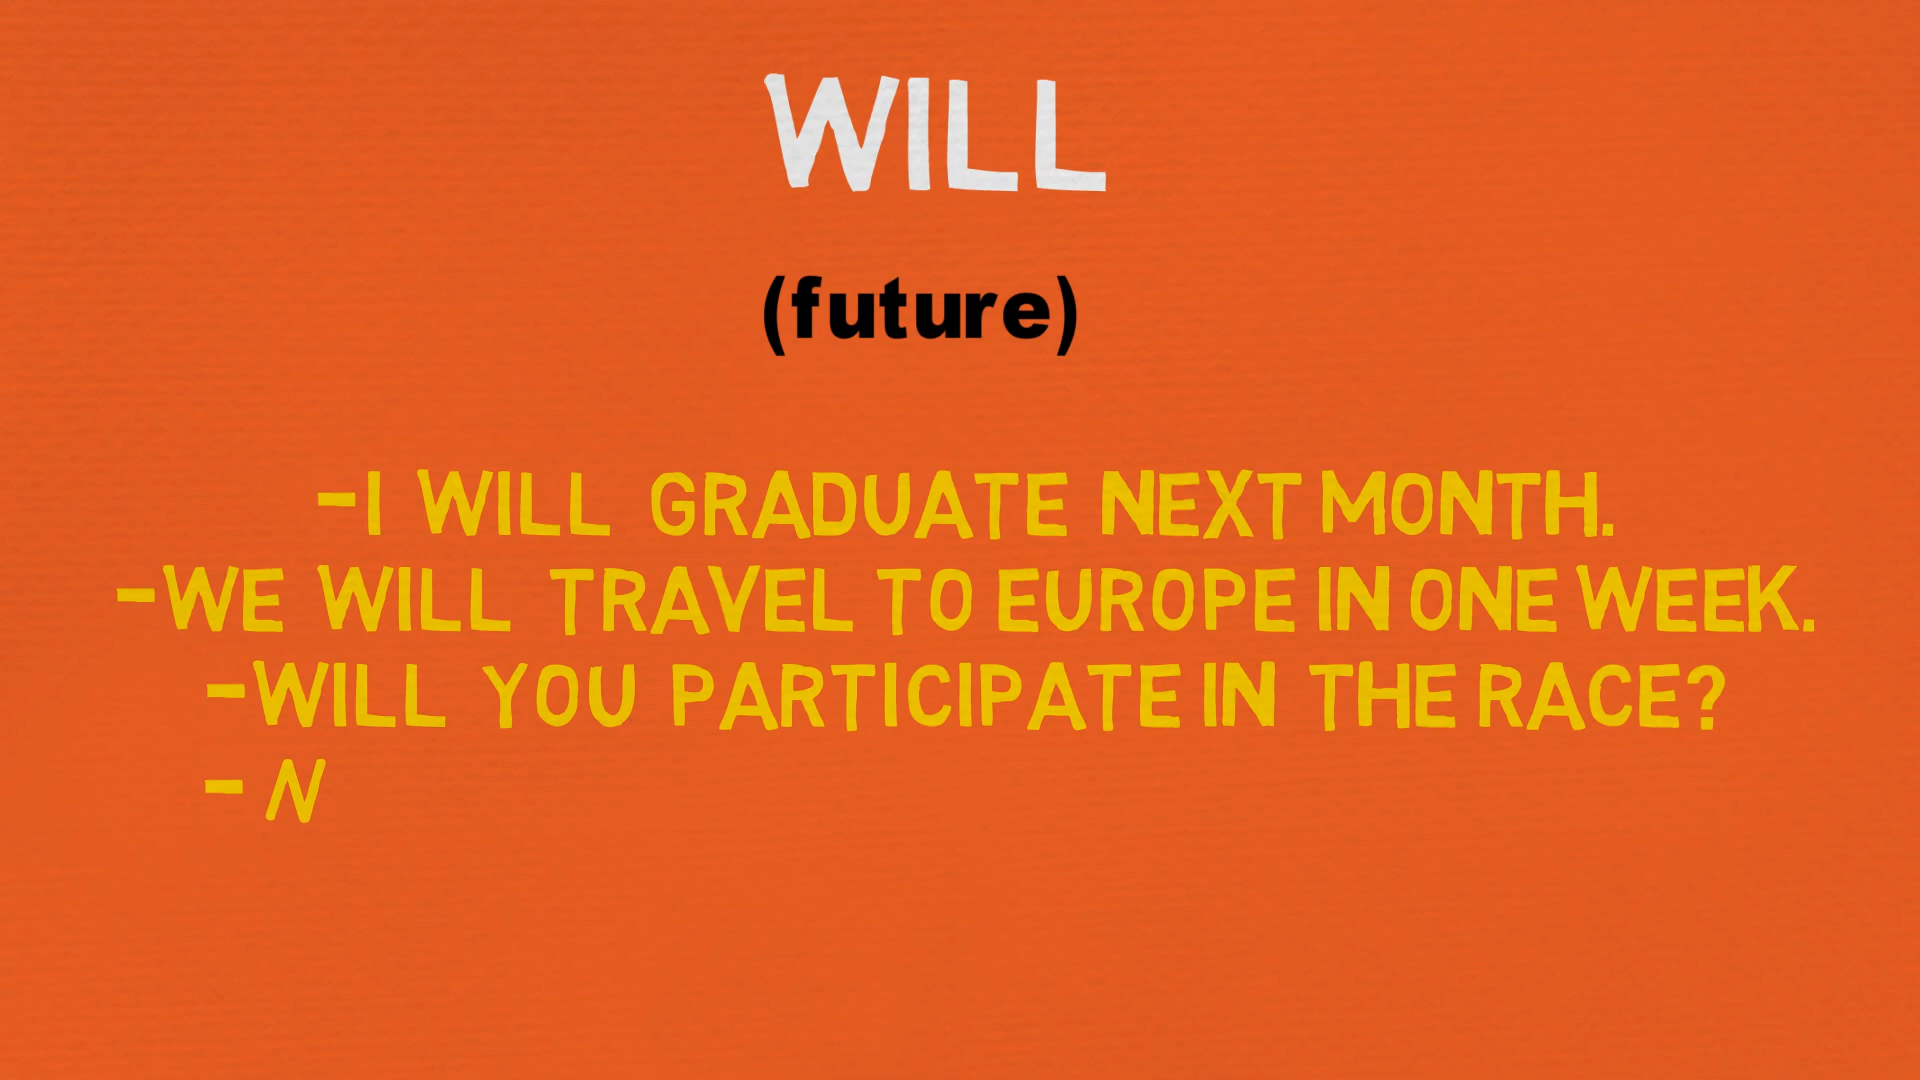 WILL
(future)
-I WILL GRADUATE NEXT MONTH.
-WE WILL TRAVEL TO EUROPE IN ONE WEEK.
-WILL YOU PARTICIPATE IN THE RACE?
- N